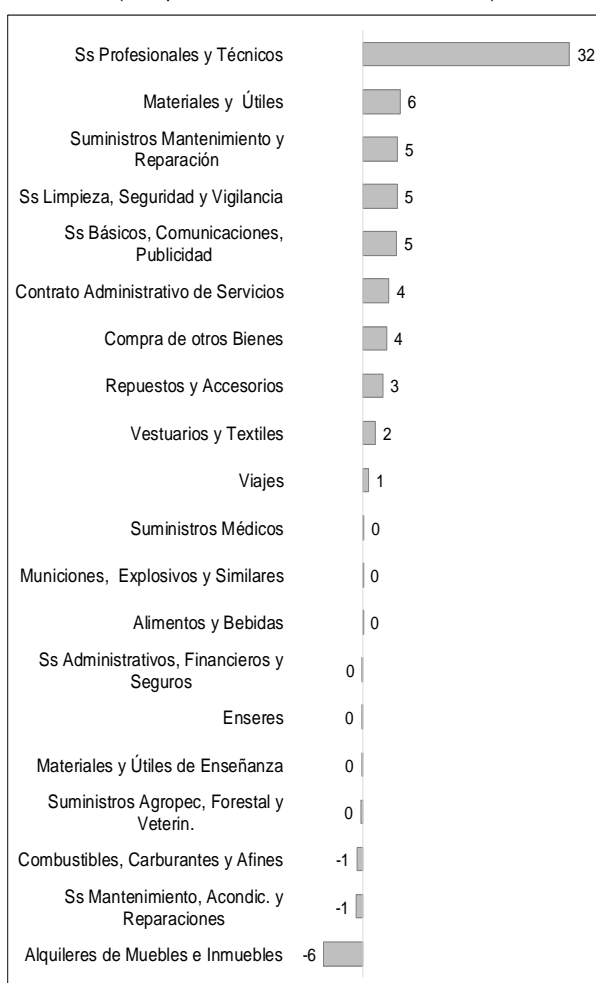 Ss Profesionales y Técnicos 32
Materiales y Útiles 6
Suministros Mantenimiento y
Reparación 5
Ss Limpieza, Seguridad y Vigilancia 5
Ss Básicos, Comunicaciones,
Publicidad 5
Contrato Administrativo de Servicios 4
Compra de otros Bienes 4
Repuestos y Accesorios 3
Vestuarios y Textiles 2
Viajes 1
Suministros Médicos 0
Municiones, Explosivos y Similares 0
Alimentos y Bebidas 0
Ss Administrativos, Financieros y
Seguros 0
Enseres 0
Materiales y Útiles de Enseñanza 0
Suministros Agropec, Forestal y
Veterin. 0
Combustibles, Carburantes y Afines -1
Ss Mantenimiento, Acondic. y
Reparaciones -1
Alquileres de Muebles e Inmuebles -6